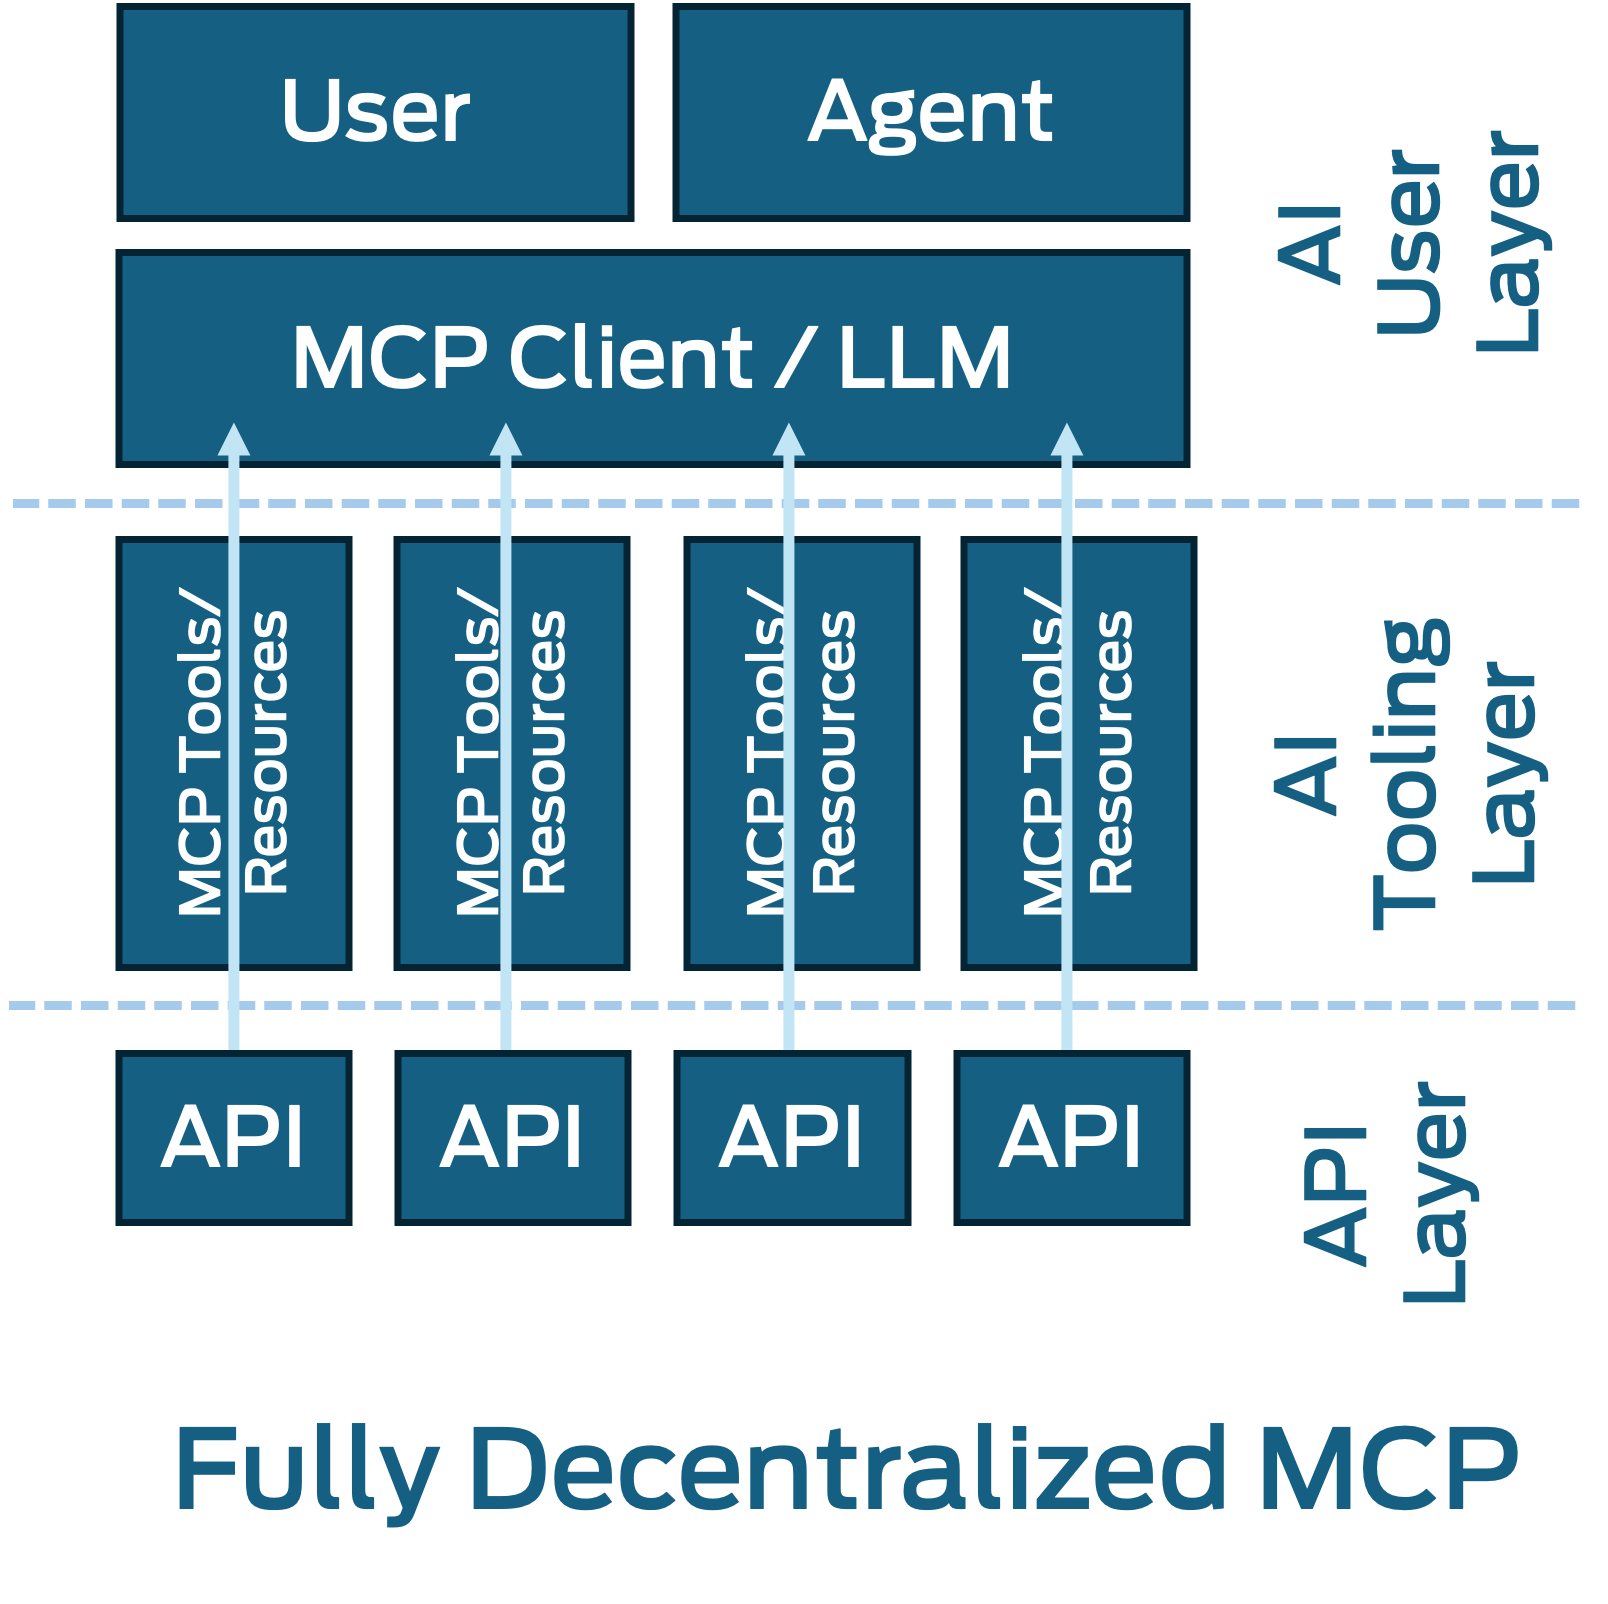 User
Agent
AI
User
Layer
MCP Client / LLM
MCP Tools/
Resources
MCP Tools/
Resources
MCP Tools/
Resources
MCP Tools/
Resources
AI
Tooling
Layer
API
API
API
API
API
Layer
Fully Decentralized MCP